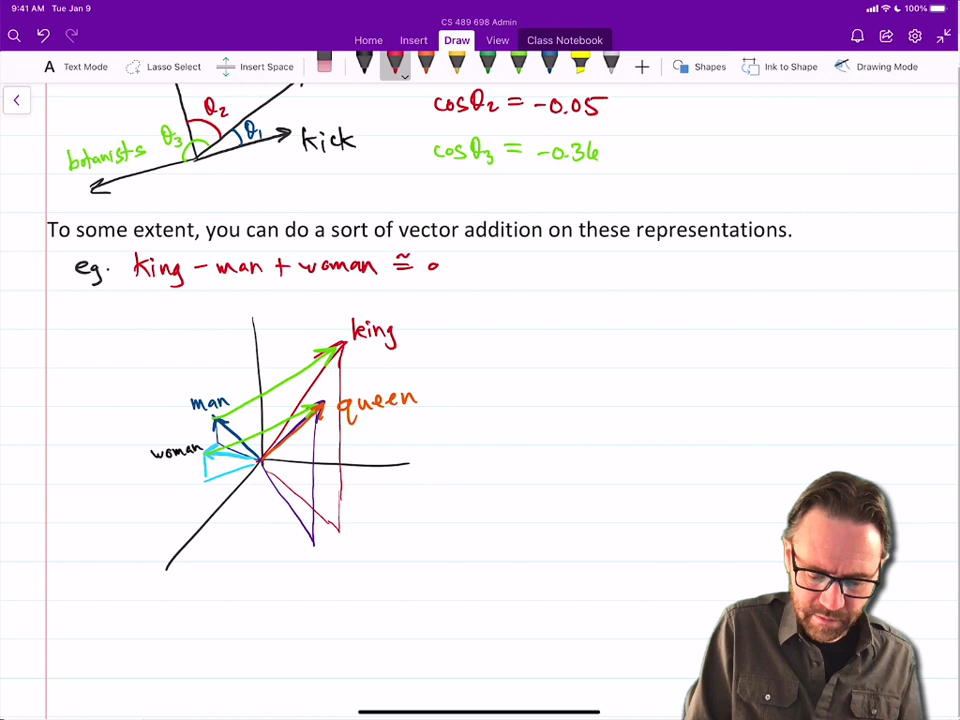 9:41 AM Tue Jan 9
100%
CS 489 698 Admin
Home Insert Draw View Class Notebook
A Text Mode Lasso Select Insert Space Shapes Ink to Shape Drawing Mode
θ2 cosθ2 = -0.05
θ3 θ1 kick
botanists cosθ3 = -0.36
To some extent, you can do a sort of vector addition on these representations.
eg. king - man + woman ≅
king
man queen
woman